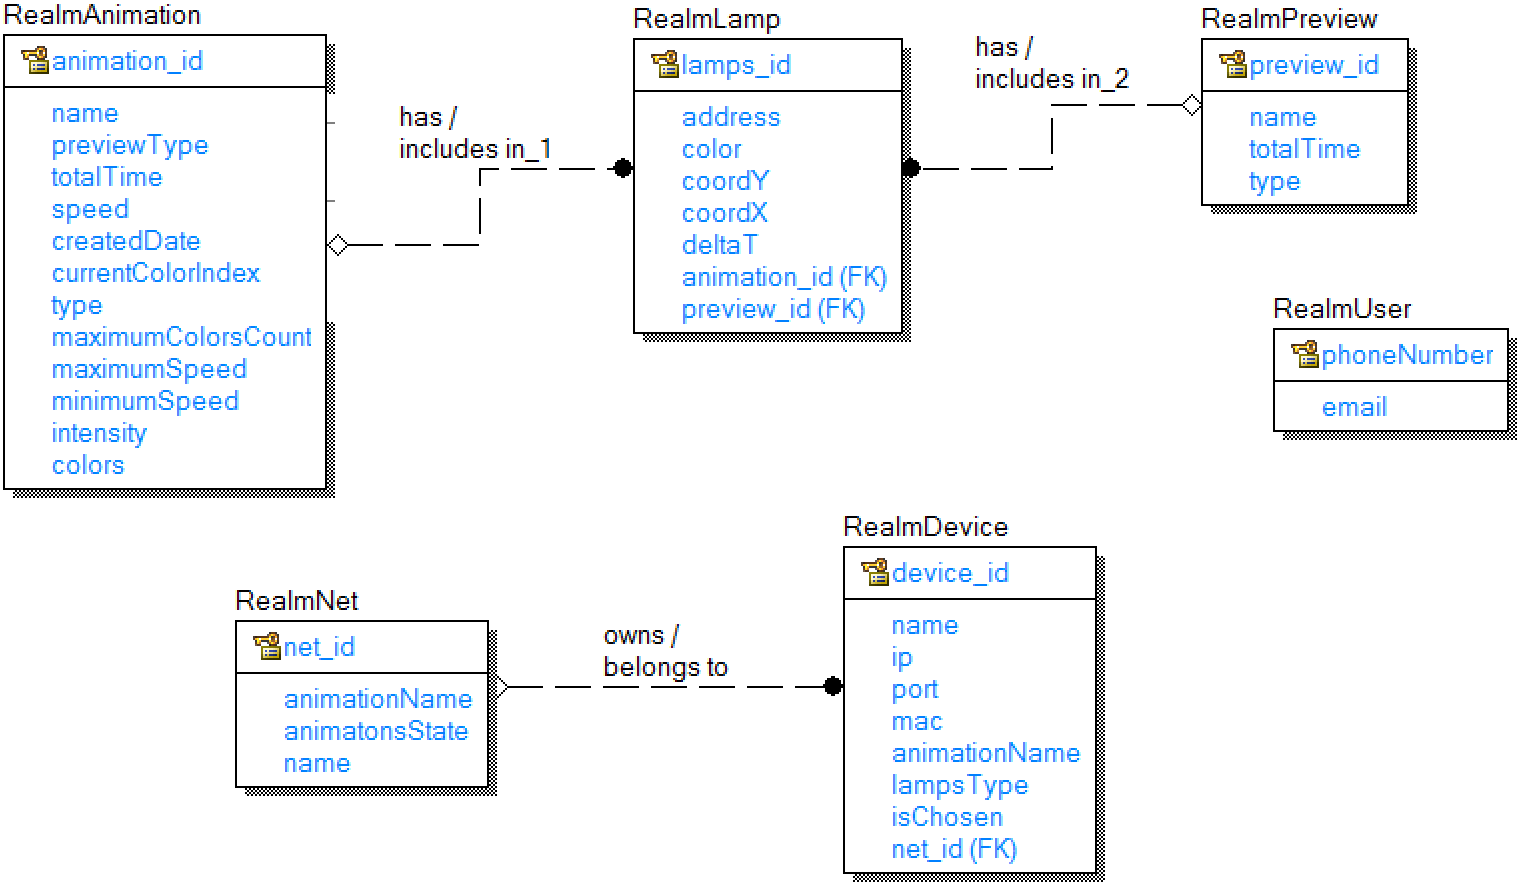 RealmAnimation
animation_id
name
previewType
totalTime
speed
createdDate
currentColorIndex
type
maximumColorsCount
maximumSpeed
minimumSpeed
intensity
colors
has /
includes in_1
RealmLamp
lamps_id
address
color
coordY
coordX
deltaT
animation_id (FK)
preview_id (FK)
has /
includes in_2
RealmPreview
preview_id
name
totalTime
type
RealmUser
phoneNumber
email
RealmNet
net_id
animationName
animatonsState
name
owns /
belongs to
RealmDevice
device_id
name
ip
port
mac
animationName
lampsType
isChosen
net_id (FK)